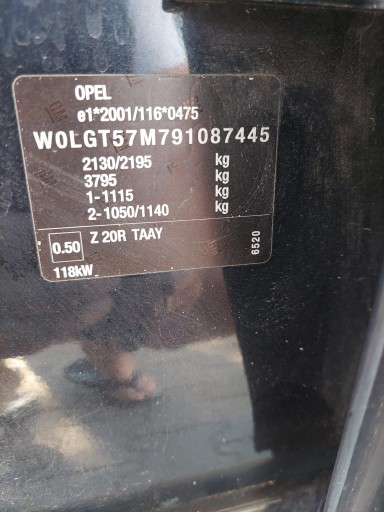 OPEL
e1*2001/116*0475
W0LGT57M791087445
2130/2195 kg
3795 kg
1-1115 kg
2-1050/1140 kg
0.50 Z 20R TAAY 6520
118kW